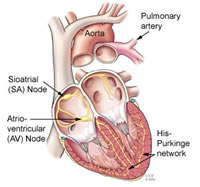 Pulmonary
artery
Aorta
Sioatrial
(SA) Node
Atrio-
ventricular
(AV) Node
His-
Purkinge
network